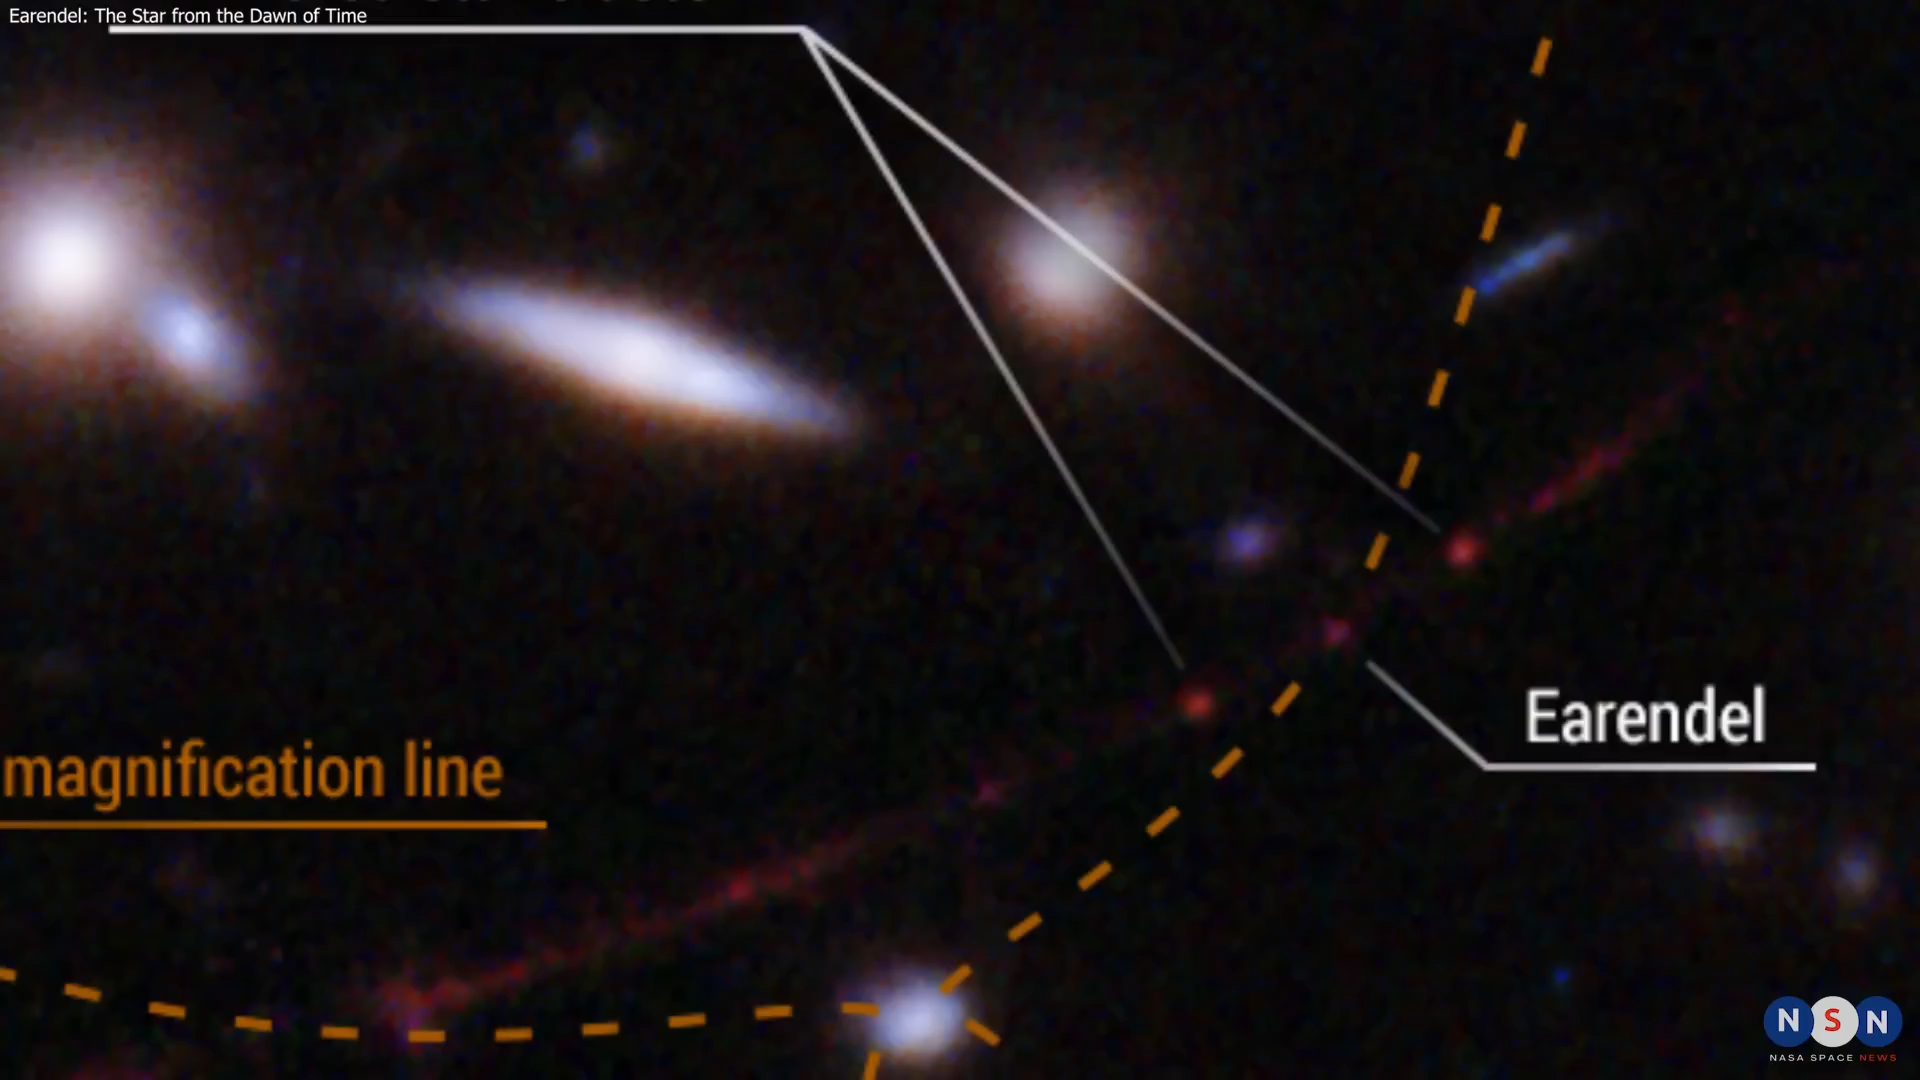 Earendel: The Star from the Dawn of Time
Earendel
magnification line
NSN
NASA SPACE NEWS